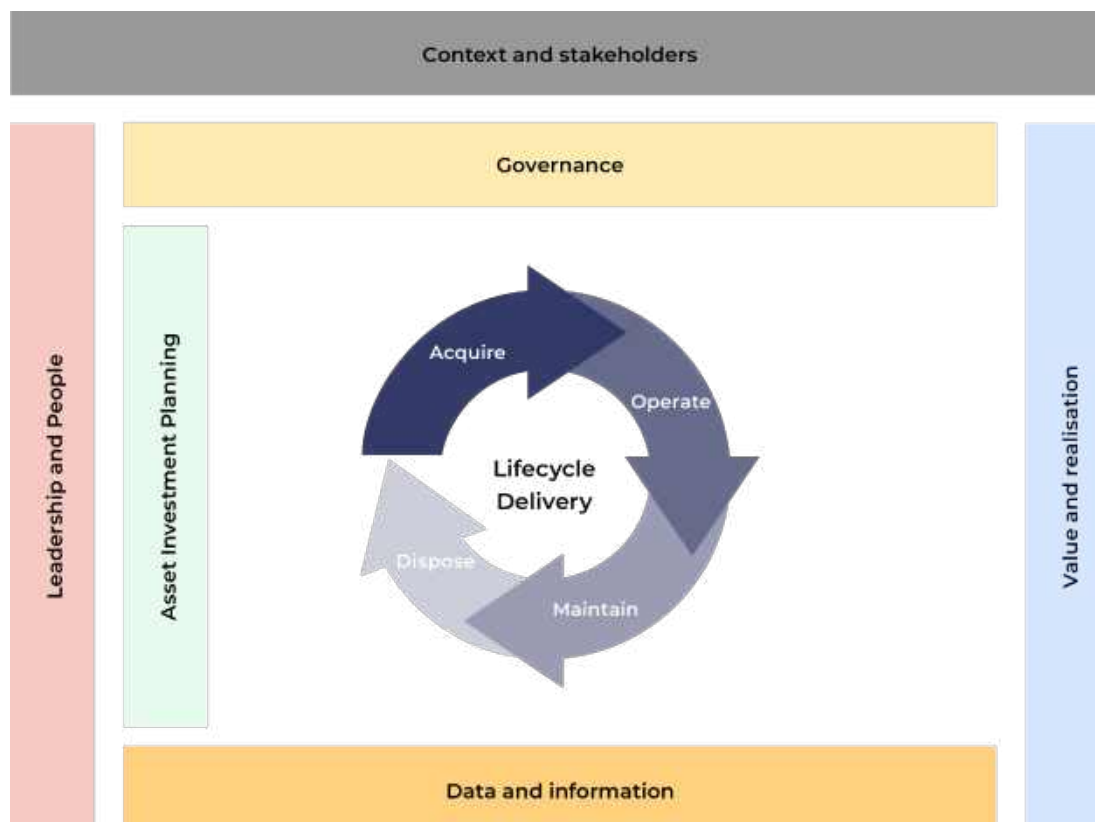 Context and stakeholders
Governance
Leadership and People
Asset Investment Planning
Acquire
Operate
Lifecycle
Delivery
Dispose
Maintain
Value and realisation
Data and information